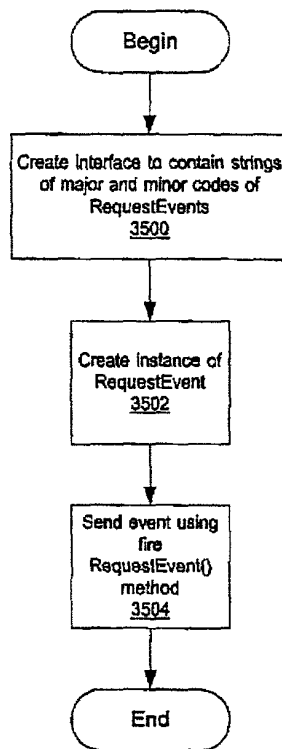 Begin
Create Interface to contain strings
of major and minor codes of
RequestEvents
3500
Create instance of
RequestEvent
3502
Send event using
fire
RequestEvent()
method
3504
End